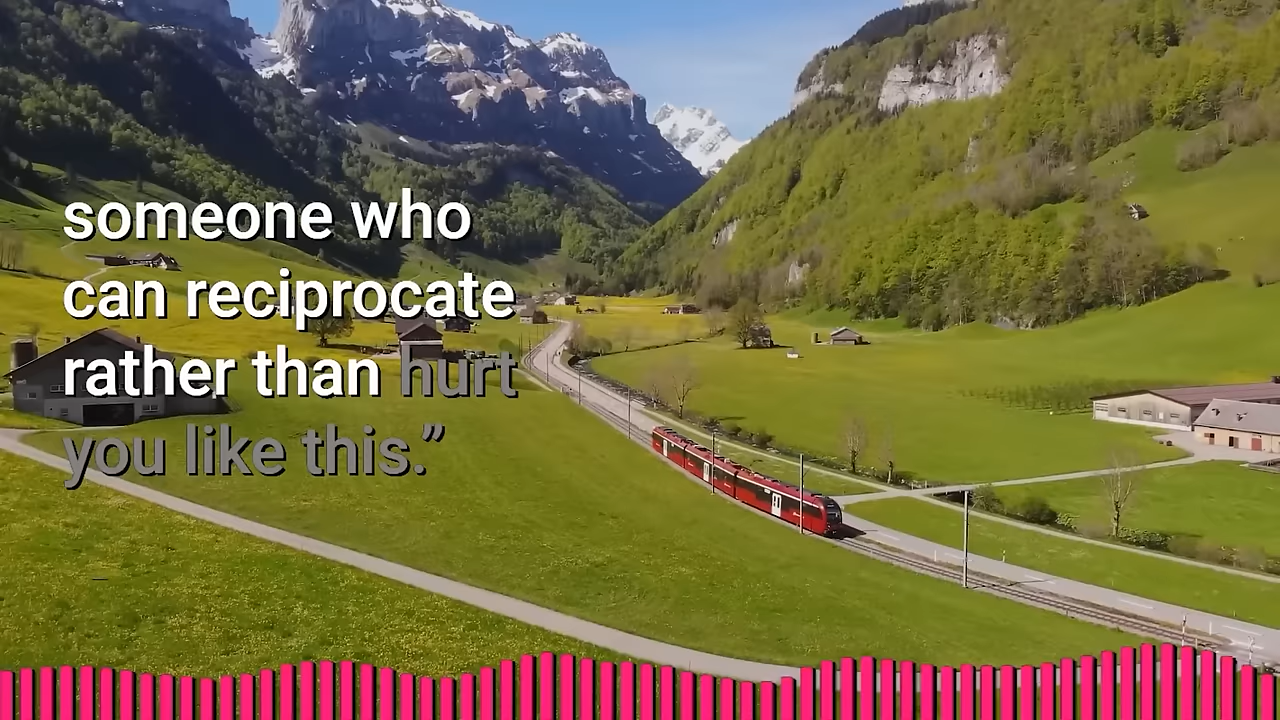 someone who
can reciprocate
rather than hurt
you like this.”